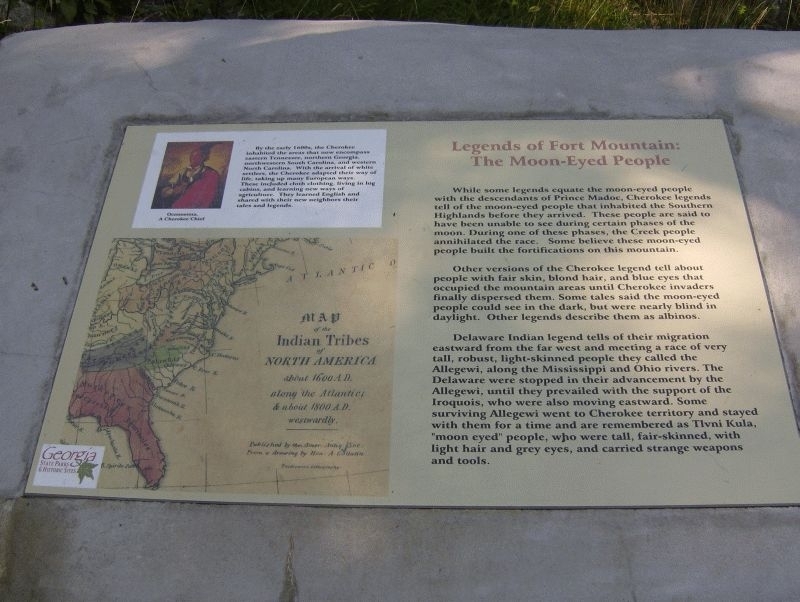 By the early 1600s, the Cherokee
inhabited the areas that now encompass
eastern Tennessee, northern Georgia,
northwestern South Carolina, and western
North Carolina. With the arrival of white
settlers, the Cherokee adapted their way of
life, taking up many European ways.
These included cloth clothing, living in log
cabins, and learning new ways of
agriculture. They learned English and
shared with their new neighbors their
tales and legends.
A Cherokee Chief
ATLANTIC O
MAP
of the
Indian Tribes
of
NORTH AMERICA
about 1600 A.D.
along the Atlantic;
& about 1800 A.D.
westwardly.
Published by the Amer. Antiq. Soc.
From a drawing by Hon. A. Gallatin
Georgia
STATE PARKS
& HISTORIC SITES
Legends of Fort Mountain:
The Moon-Eyed People
While some legends equate the moon-eyed people
with the descendants of Prince Madoc, Cherokee legends
tell of the moon-eyed people that inhabited the Southern
Highlands before they arrived. These people are said to
have been unable to see during certain phases of the
moon. During one of these phases, the Creek people
annihilated the race. Some believe these moon-eyed
people built the fortifications on this mountain.
Other versions of the Cherokee legend tell about
people with fair skin, blond hair, and blue eyes that
occupied the mountain areas until Cherokee invaders
finally dispersed them. Some tales said the moon-eyed
people could see in the dark, but were nearly blind in
daylight. Other legends describe them as albinos.
Delaware Indian legend tells of their migration
eastward from the far west and meeting a race of very
tall, robust, light-skinned people they called the
Allegewi, along the Mississippi and Ohio rivers. The
Delaware were stopped in their advancement by the
Allegewi, until they prevailed with the support of the
Iroquois, who were also moving eastward. Some
surviving Allegewi went to Cherokee territory and stayed
with them for a time and are remembered as Tlvni Kula,
"moon eyed" people, who were tall, fair-skinned, with
light hair and grey eyes, and carried strange weapons
and tools.